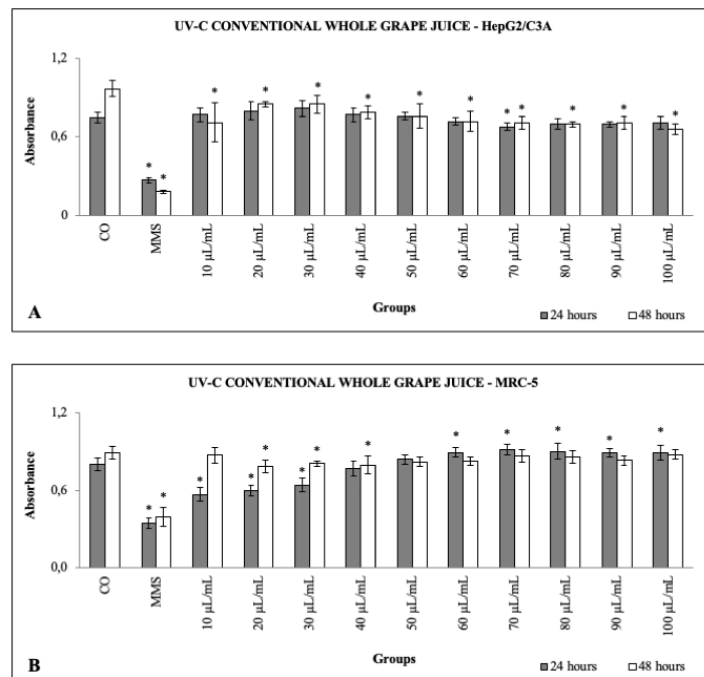 UV-C CONVENTIONAL WHOLE GRAPE JUICE - HepG2/C3A
1,2
0,6
0
Absorbance
* * * * * * * * * * * * * *
CO
MMS
10 µL/mL
20 µL/mL
30 µL/mL
40 µL/mL
50 µL/mL
60 µL/mL
70 µL/mL
80 µL/mL
90 µL/mL
100 µL/mL
Groups
A
24 hours
48 hours
UV-C CONVENTIONAL WHOLE GRAPE JUICE - MRC-5
1,2
0,6
0,0
Absorbance
* * * * * * * * * * * * * *
CO
MMS
10 µL/mL
20 µL/mL
30 µL/mL
40 µL/mL
50 µL/mL
60 µL/mL
70 µL/mL
80 µL/mL
90 µL/mL
100 µL/mL
Groups
B
24 hours
48 hours